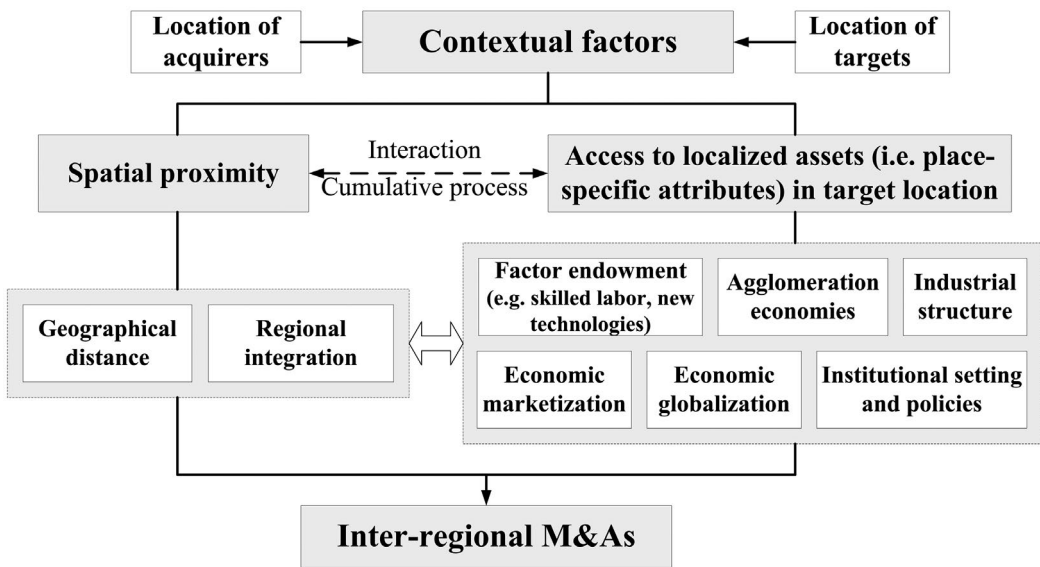 Location of
acquirers
Contextual factors
Location of
targets
Spatial proximity
Interaction
Cumulative process
Access to localized assets (i.e. place-
specific attributes) in target location
Geographical
distance
Regional
integration
Factor endowment
(e.g. skilled labor, new
technologies)
Agglomeration
economies
Industrial
structure
Economic
marketization
Economic
globalization
Institutional setting
and policies
Inter-regional M&As